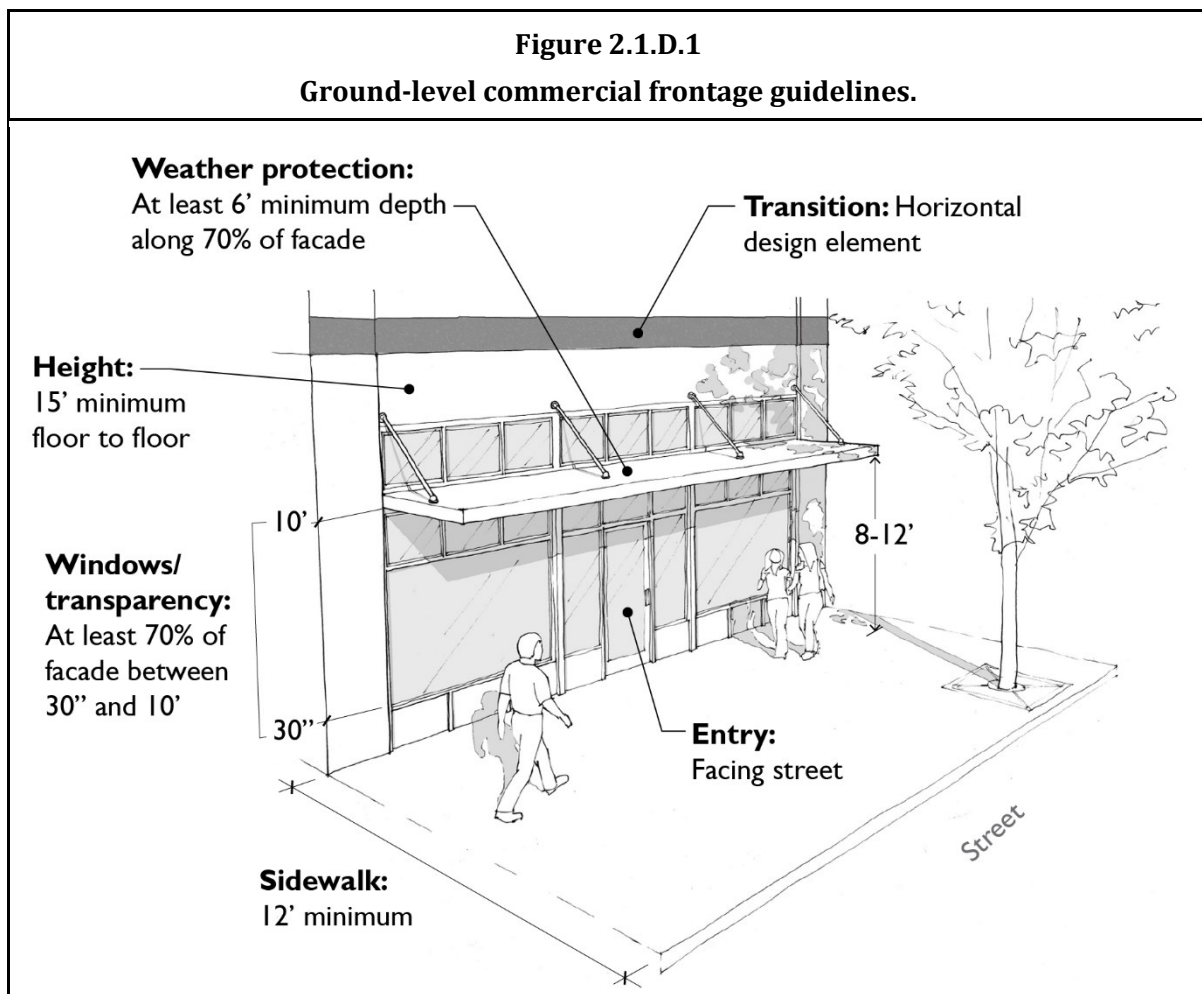 Figure 2.1.D.1
Ground-level commercial frontage guidelines.
Weather protection:
At least 6’ minimum depth
along 70% of facade
Transition: Horizontal
design element
Height:
15’ minimum
floor to floor
10’
Windows/
transparency:
At least 70% of
facade between
30” and 10’
30”
8-12’
Entry:
Facing street
Street
Sidewalk:
12’ minimum